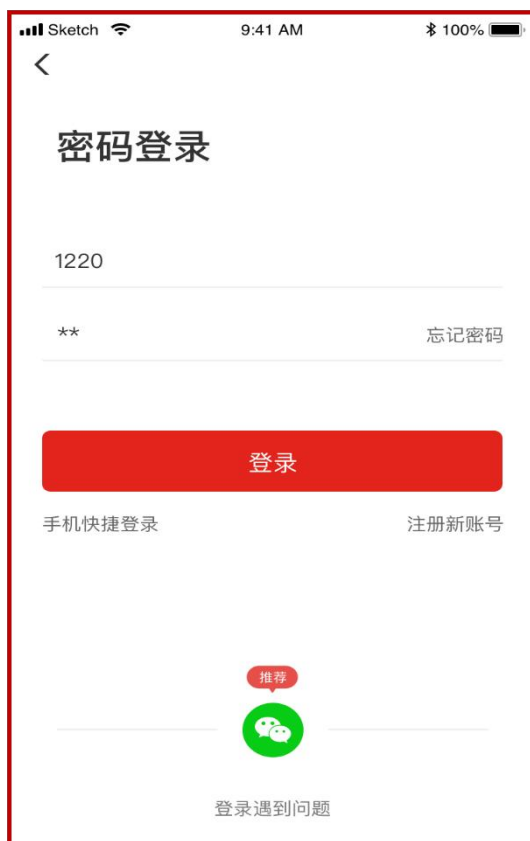 Sketch 9:41 AM 100%
密码登录
1220
** 忘记密码
登录
手机快捷登录 注册新账号
推荐
登录遇到问题